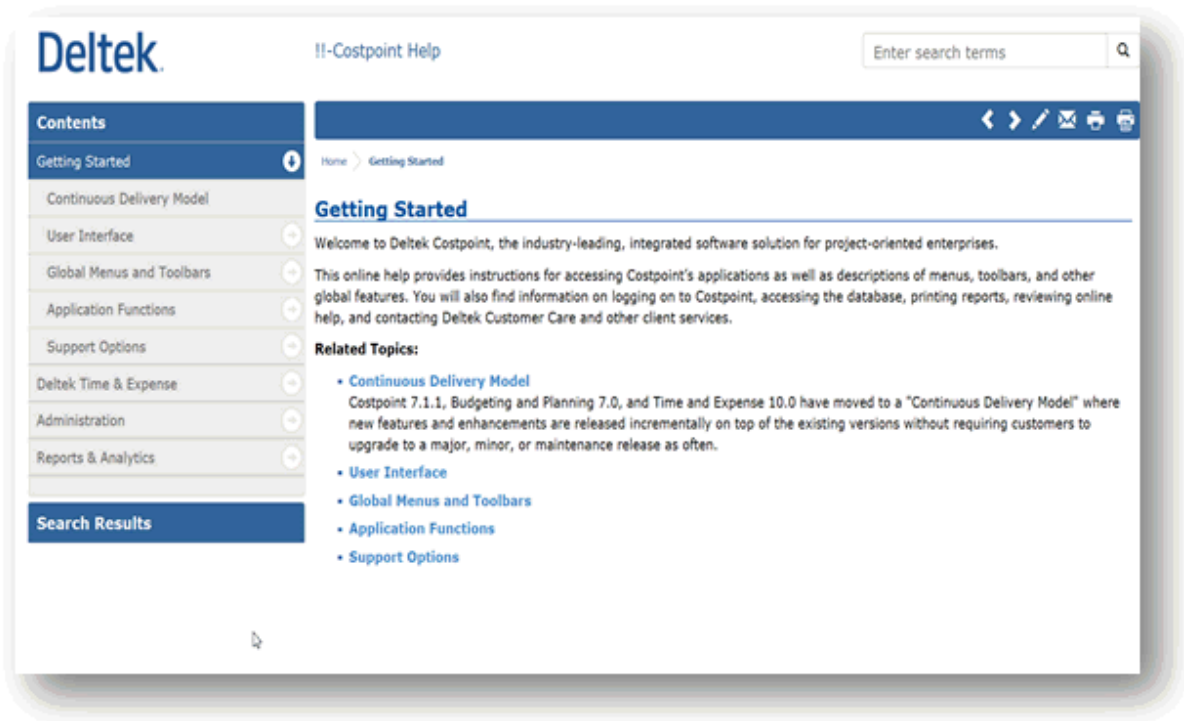 Deltek
!!-Costpoint Help
Enter search terms
Contents
Getting Started
Continuous Delivery Model
User Interface
Global Menus and Toolbars
Application Functions
Support Options
Deltek Time & Expense
Administration
Reports & Analytics
Search Results
Home
Getting Started
Getting Started
Welcome to Deltek Costpoint, the industry-leading, integrated software solution for project-oriented enterprises.
This online help provides instructions for accessing Costpoint's applications as well as descriptions of menus, toolbars, and other
global features. You will also find information on logging on to Costpoint, accessing the database, printing reports, reviewing online
help, and contacting Deltek Customer Care and other client services.
Related Topics:
• Continuous Delivery Model
Costpoint 7.1.1, Budgeting and Planning 7.0, and Time and Expense 10.0 have moved to a "Continuous Delivery Model" where
new features and enhancements are released incrementally on top of the existing versions without requiring customers to
upgrade to a major, minor, or maintenance release as often.
• User Interface
• Global Menus and Toolbars
• Application Functions
• Support Options